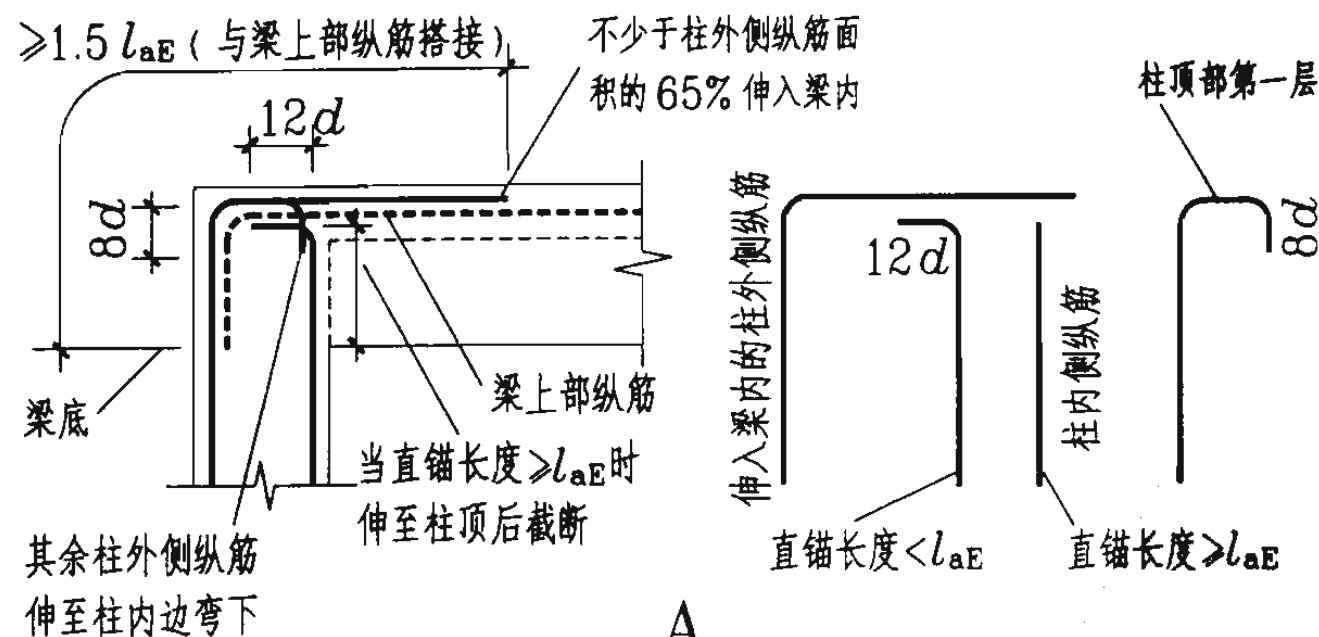 ≥1.5 laE ( 与梁上部纵筋搭接)
不少于柱外侧纵筋面
积的 65% 伸入梁内
柱顶部第一层
12d
8d
梁底
梁上部纵筋
当直锚长度≥laE时
伸至柱顶后截断
其余柱外侧纵筋
伸至柱内边弯下
伸入梁内的柱外侧纵筋
12d
柱内侧纵筋
8d
直锚长度<laE
直锚长度≥laE
A